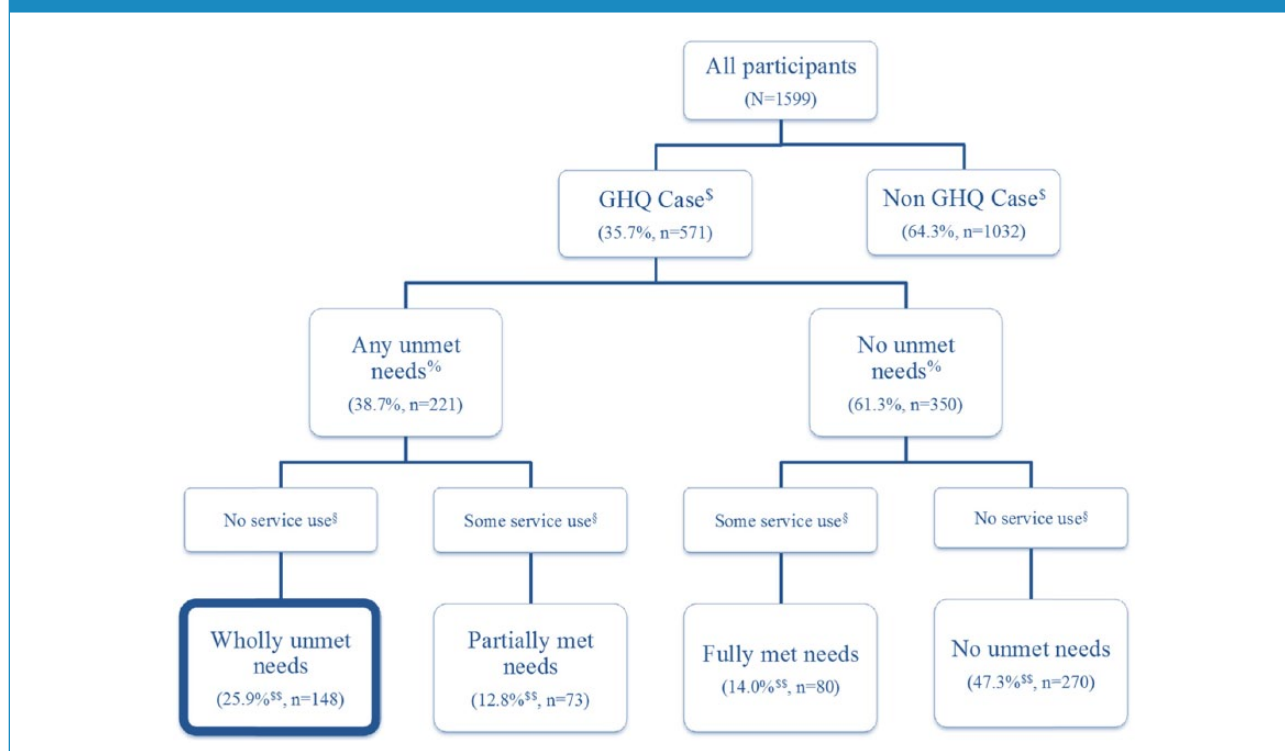 All participants
(N=1599)
GHQ Case$
(35.7%, n=571)
Non GHQ Case$
(64.3%, n=1032)
Any unmet
needs%
(38.7%, n=221)
No unmet
needs%
(61.3%, n=350)
No service use§
Some service use§
Some service use§
No service use§
Wholly unmet
needs
(25.9%$$, n=148)
Partially met
needs
(12.8%$$, n=73)
Fully met needs
(14.0%$$, n=80)
No unmet needs
(47.3%$$, n=270)